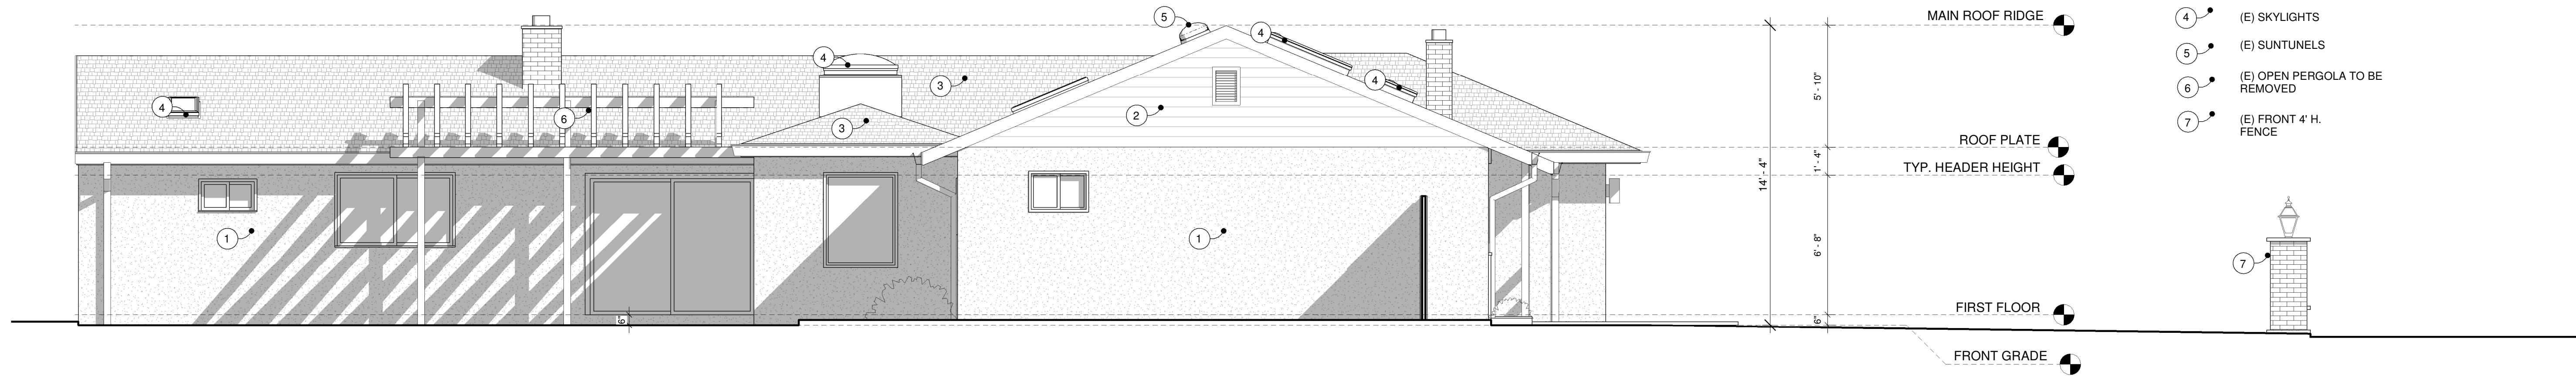 5
4
MAIN ROOF RIDGE
4
(E) SKYLIGHTS
4
5
(E) SUNTUNELS
4
3
4
5' - 10"
6
(E) OPEN PERGOLA TO BE
REMOVED
4
6
3
2
7
(E) FRONT 4' H.
FENCE
ROOF PLATE
1' - 4"
TYP. HEADER HEIGHT
14' - 4"
1
1
6' - 8"
7
FIRST FLOOR
6"
6"
FRONT GRADE